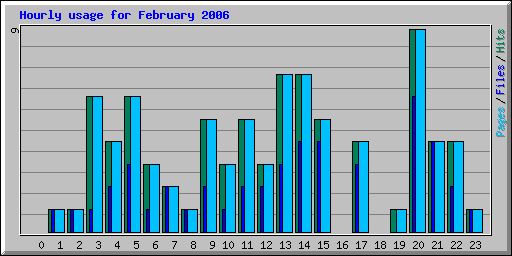 Hourly usage for February 2006
9
Pages / Files / Hits
0 1 2 3 4 5 6 7 8 9 10 11 12 13 14 15 16 17 18 19 20 21 22 23